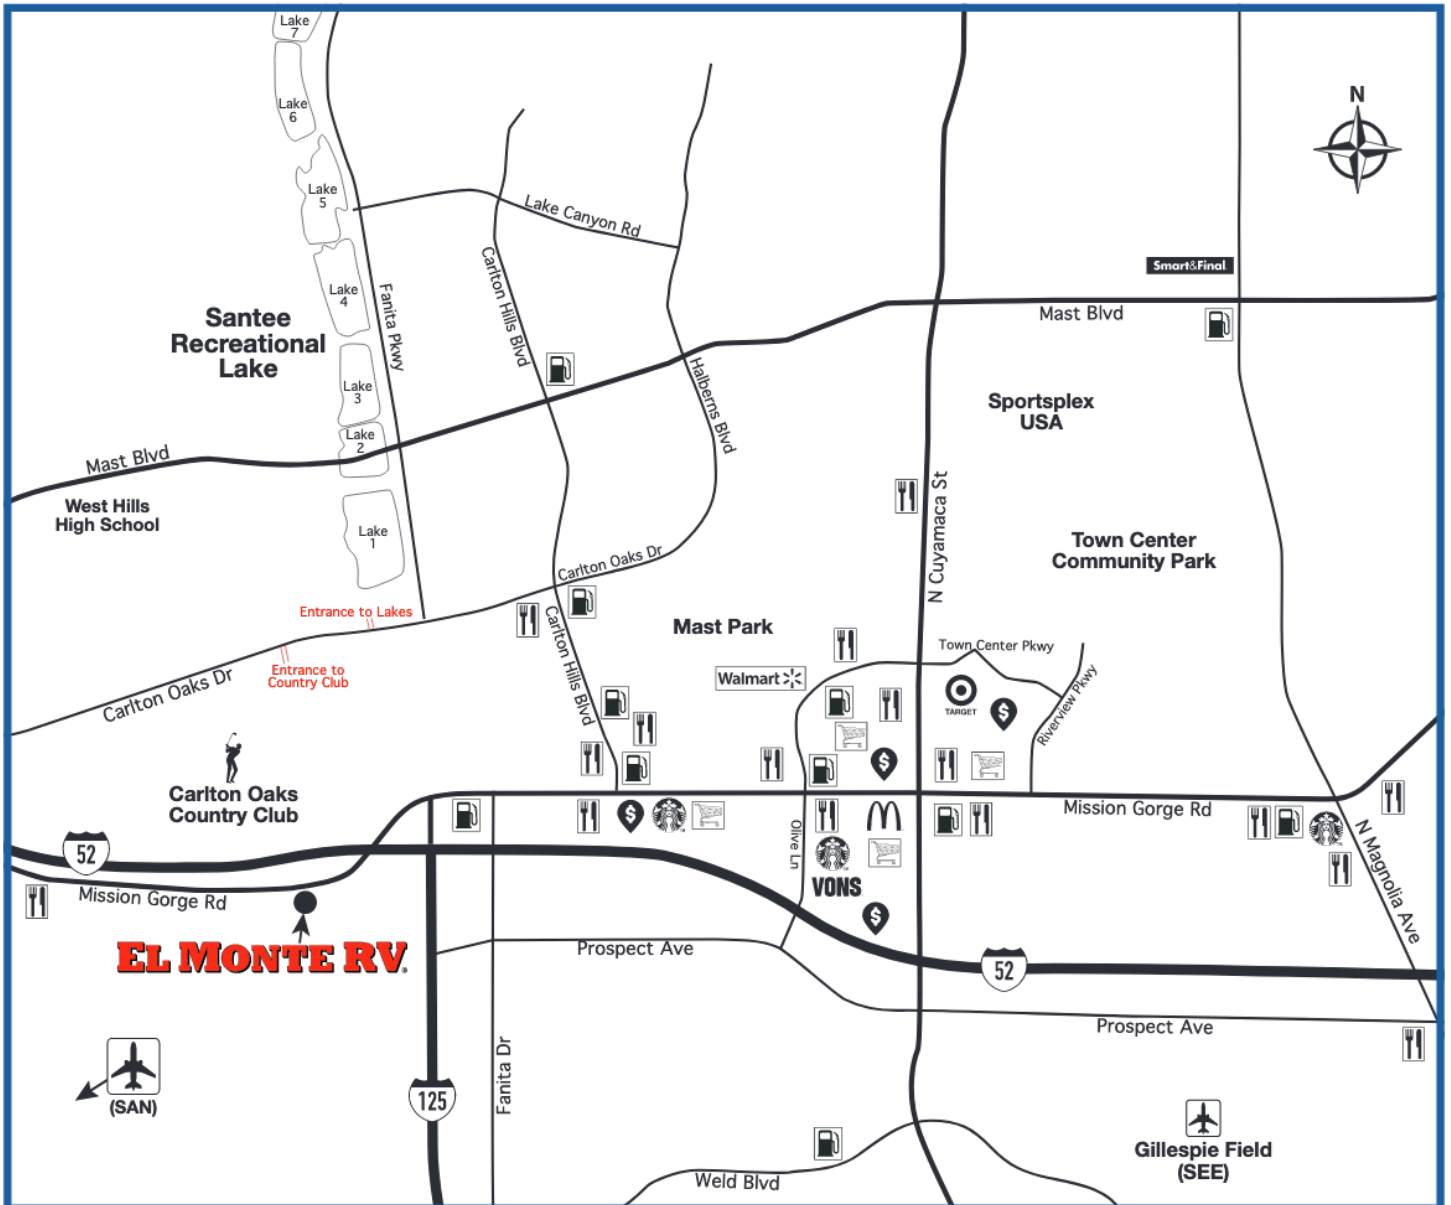 Lake
7
Lake
6
N
Lake
5
Lake Canyon Rd
Smart&Final
Lake
4
Fanita Pkwy
Carlton Hills Blvd
Mast Blvd
Santee
Recreational
Lake
Lake
3
Halberns Blvd
Sportsplex
USA
Lake
2
Mast Blvd
West Hills
High School
Lake
1
N Cuyamaca St
Town Center
Community Park
Carlton Oaks Dr
Entrance to Lakes
Carlton Hills Blvd
Mast Park
Town Center Pkwy
Entrance to
Country Club
Carlton Oaks Dr
Walmart
TARGET
$
Riverview Pkwy
$
Carlton Oaks
Country Club
Mission Gorge Rd
$
Olive Ln
52
N Magnolia Ave
VONS
Mission Gorge Rd
$
EL MONTE RV
Prospect Ave
52
Prospect Ave
Fanita Dr
(SAN)
125
Gillespie Field
(SEE)
Weld Blvd